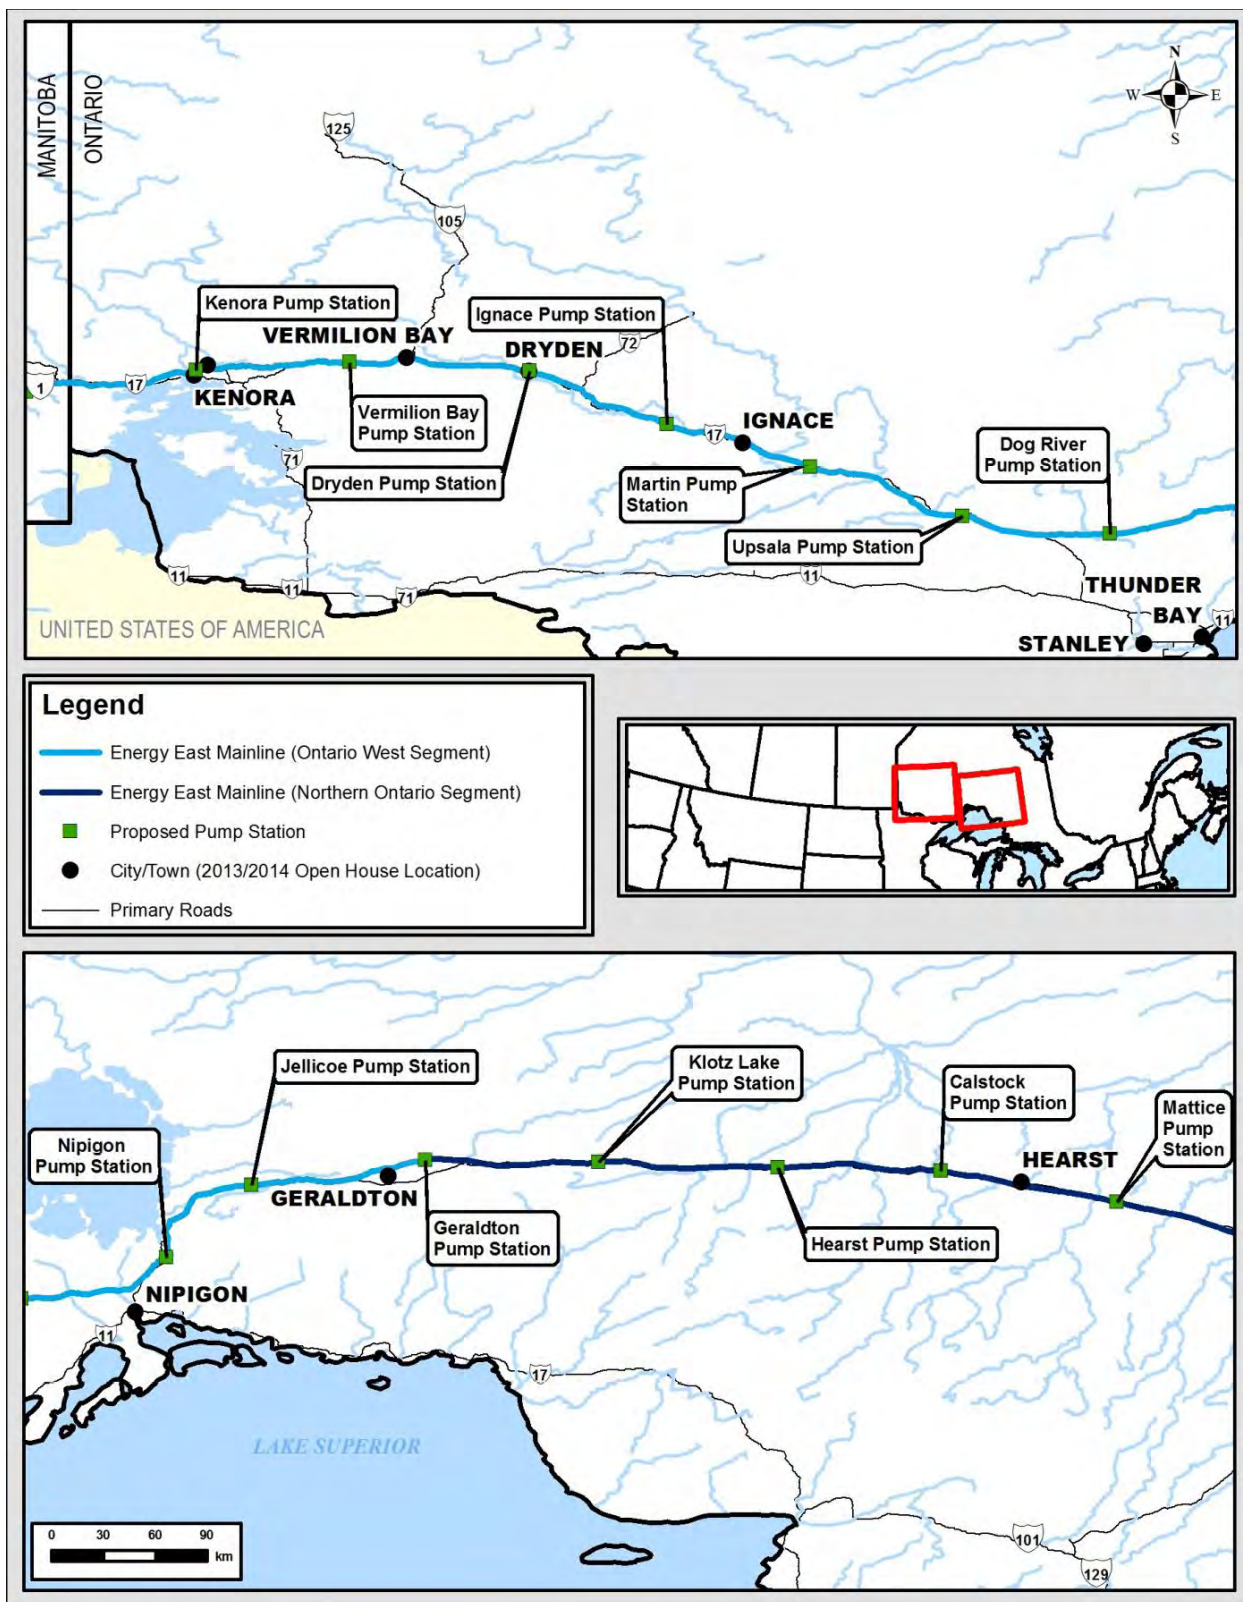 MANITOBA
ONTARIO
N
W
E
S
125
105
Kenora Pump Station
Ignace Pump Station
VERMILION BAY
DRYDEN
72
1
17
KENORA
Vermilion Bay
Pump Station
17
IGNACE
71
Dryden Pump Station
Martin Pump
Station
Dog River
Pump Station
Upsala Pump Station
11
11
71
11
THUNDER
BAY
11
UNITED STATES OF AMERICA
STANLEY
Legend
Energy East Mainline (Ontario West Segment)
Energy East Mainline (Northern Ontario Segment)
Proposed Pump Station
City/Town (2013/2014 Open House Location)
Primary Roads
Jellicoe Pump Station
Klotz Lake
Pump Station
Calstock
Pump Station
Mattice
Pump
Station
Nipigon
Pump Station
GERALDTON
HEARST
Geraldton
Pump Station
Hearst Pump Station
NIPIGON
11
17
LAKE SUPERIOR
0 30 60 90
km
101
129